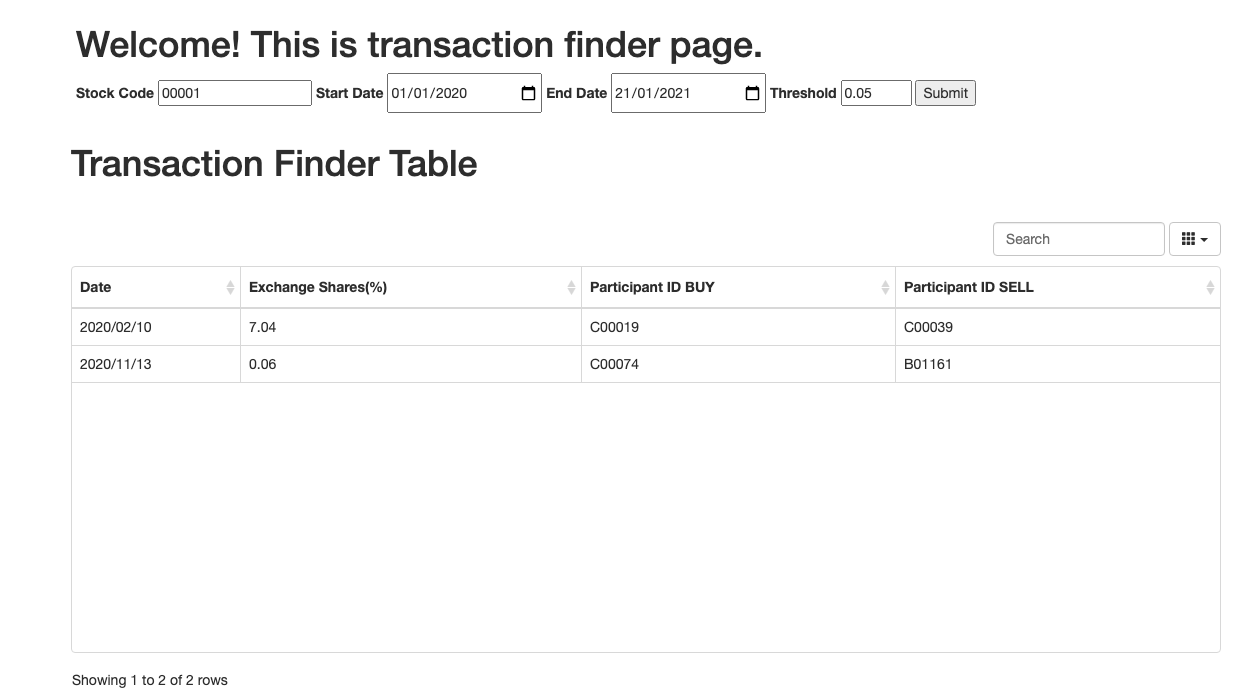 Welcome! This is transaction finder page.
Stock Code 00001 Start Date 01/01/2020 End Date 21/01/2021 Threshold 0.05 Submit
Transaction Finder Table
Search
Date Exchange Shares(%) Participant ID BUY Participant ID SELL
2020/02/10 7.04 C00019 C00039
2020/11/13 0.06 C00074 B01161
Showing 1 to 2 of 2 rows